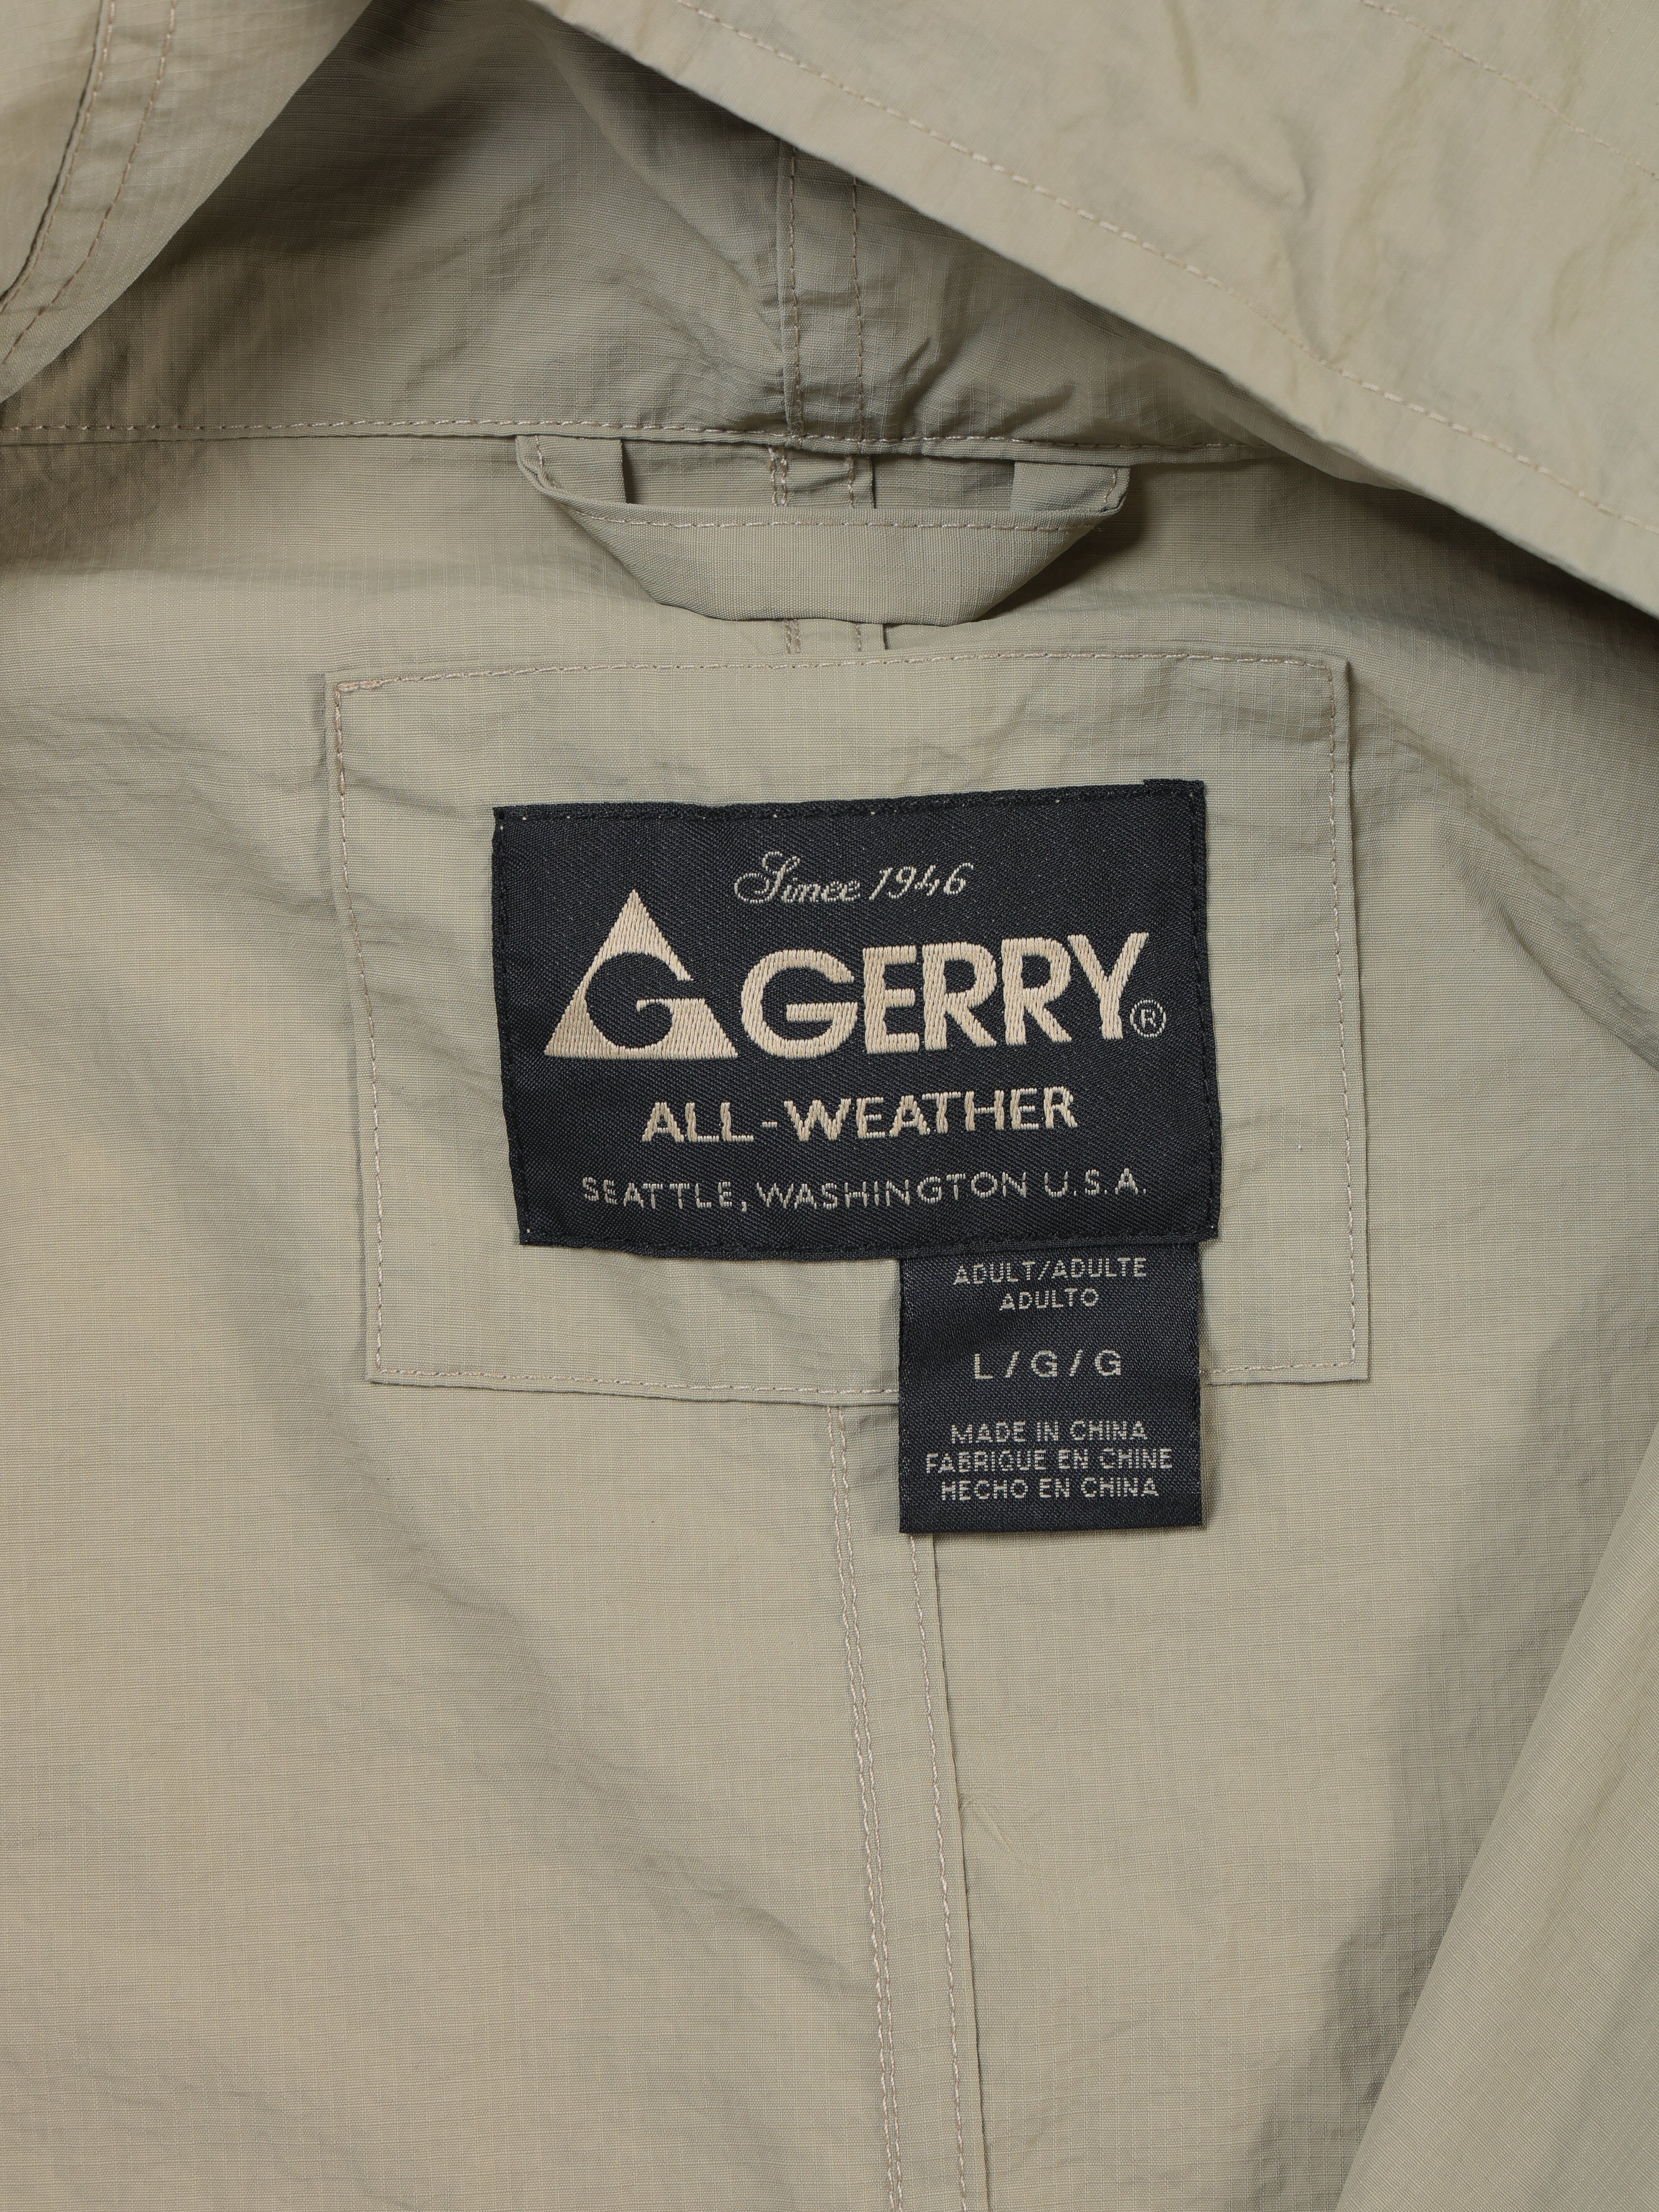 Since 1946
GERRY®
ALL-WEATHER
SEATTLE, WASHINGTON U.S.A.
ADULT/ADULTE
ADULTO
L/G/G
MADE IN CHINA
FABRIQUE EN CHINE
HECHO EN CHINA